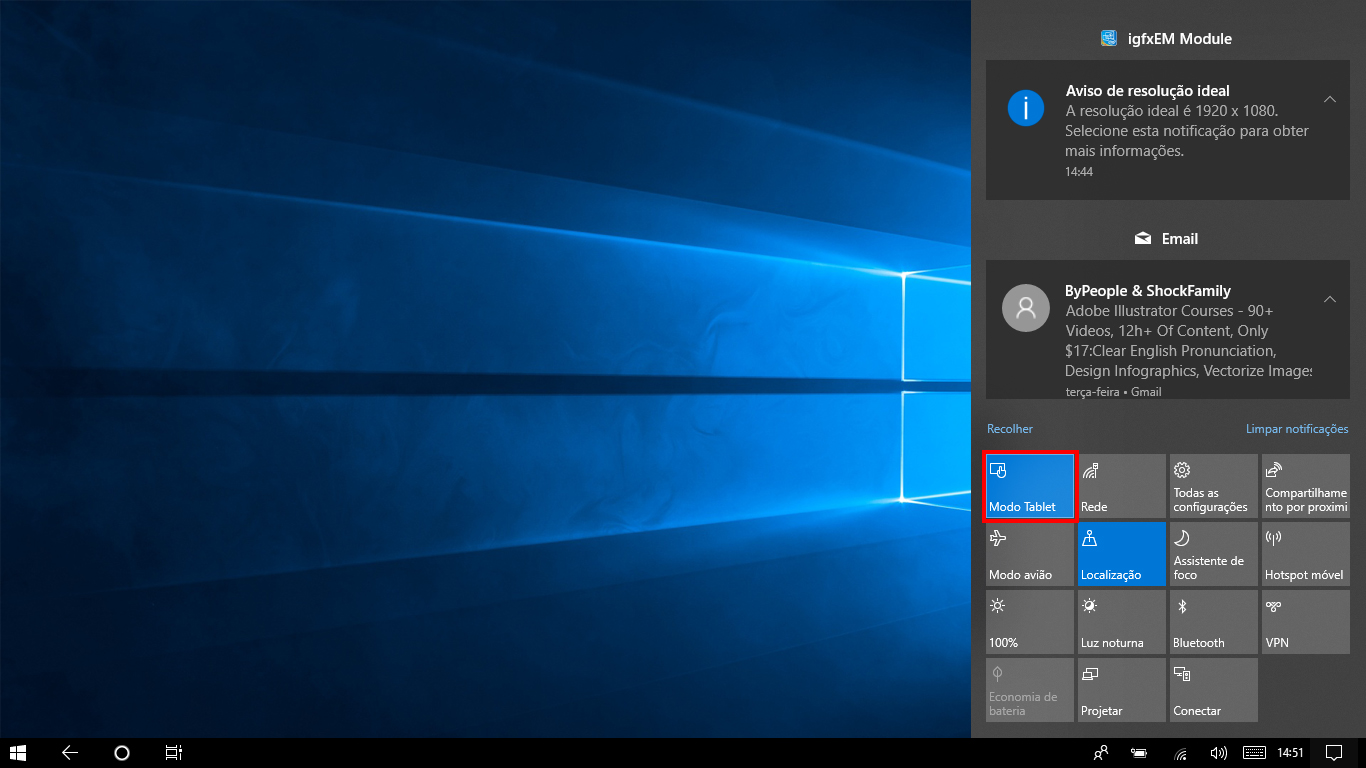 igfxEM Module
Aviso de resolução ideal
A resolução ideal é 1920 x 1080.
Selecione esta notificação para obter
mais informações.
14:44
Email
ByPeople & ShockFamily
Adobe Illustrator Courses - 90+
Videos, 12h+ Of Content, Only
$17:Clear English Pronunciation,
Design Infographics, Vectorize Images
terça-feira • Gmail
Recolher
Limpar notificações
Modo Tablet
Rede
Todas as
configurações
Compartilhame
nto por proximi
Modo avião
Localização
Assistente de
foco
Hotspot móvel
100%
Luz noturna
Bluetooth
VPN
Economia de
bateria
Projetar
Conectar
14:51